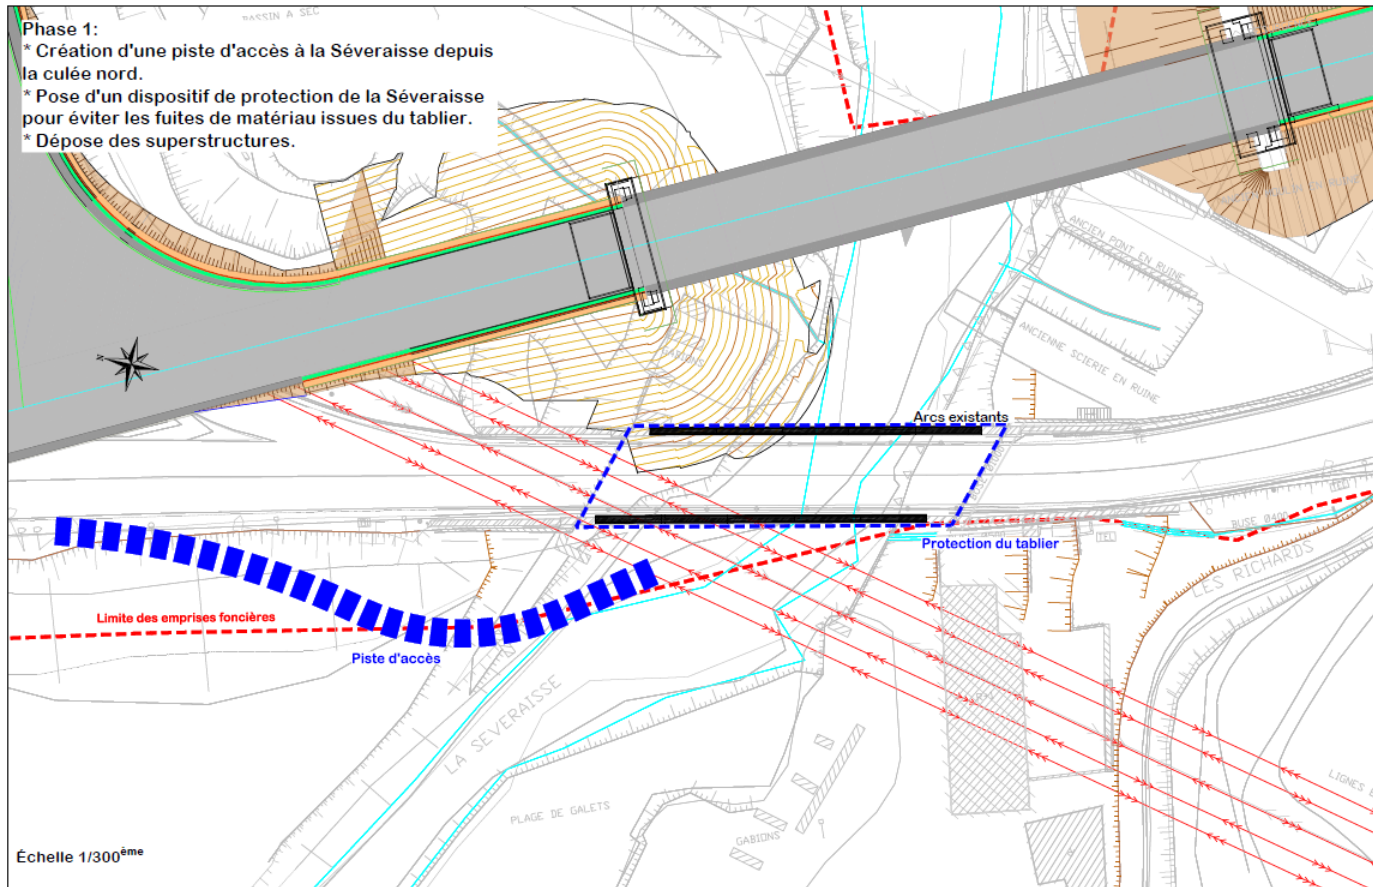 BASSIN A SEC
Phase 1:
* Création d'une piste d'accès à la Séveraisse depuis
la culée nord.
* Pose d'un dispositif de protection de la Séveraisse
pour éviter les fuites de matériau issues du tablier.
* Dépose des superstructures.
ANCIEN PONT EN RUINE
ANCIENNE SCIERIE EN RUINE
GABIONS
Arcs existants
Protection du tablier
TEL
BUSE Ø400
LES RICHARDS
Limite des emprises foncières
Piste d'accès
LA SEVERAISSE
PLAGE DE GALETS
GABIONS
LIGNES
Échelle 1/300ème